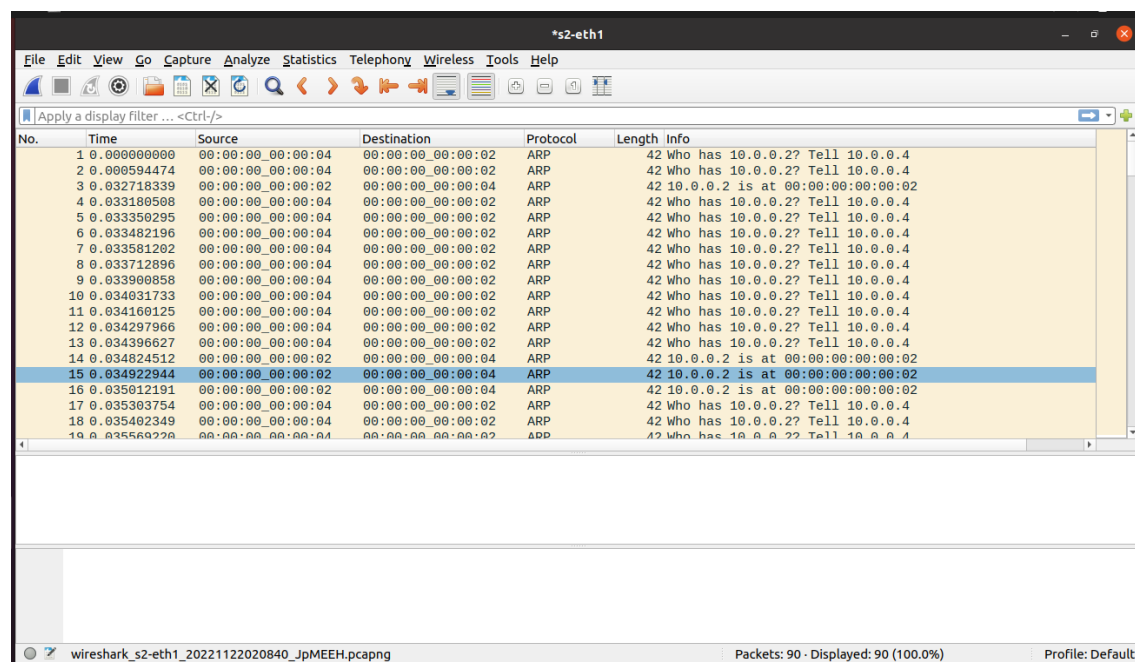 *s2-eth1
File Edit View Go Capture Analyze Statistics Telephony Wireless Tools Help
Apply a display filter … <Ctrl-/>
No. Time Source Destination Protocol Length Info
1 0.000000000 00:00:00_00:00:04 00:00:00_00:00:02 ARP 42 Who has 10.0.0.2? Tell 10.0.0.4
2 0.000594474 00:00:00_00:00:04 00:00:00_00:00:02 ARP 42 Who has 10.0.0.2? Tell 10.0.0.4
3 0.032718339 00:00:00_00:00:02 00:00:00_00:00:04 ARP 42 10.0.0.2 is at 00:00:00:00:00:02
4 0.033180508 00:00:00_00:00:04 00:00:00_00:00:02 ARP 42 Who has 10.0.0.2? Tell 10.0.0.4
5 0.033350295 00:00:00_00:00:04 00:00:00_00:00:02 ARP 42 Who has 10.0.0.2? Tell 10.0.0.4
6 0.033482196 00:00:00_00:00:04 00:00:00_00:00:02 ARP 42 Who has 10.0.0.2? Tell 10.0.0.4
7 0.033581202 00:00:00_00:00:04 00:00:00_00:00:02 ARP 42 Who has 10.0.0.2? Tell 10.0.0.4
8 0.033712896 00:00:00_00:00:04 00:00:00_00:00:02 ARP 42 Who has 10.0.0.2? Tell 10.0.0.4
9 0.033900858 00:00:00_00:00:04 00:00:00_00:00:02 ARP 42 Who has 10.0.0.2? Tell 10.0.0.4
10 0.034031733 00:00:00_00:00:04 00:00:00_00:00:02 ARP 42 Who has 10.0.0.2? Tell 10.0.0.4
11 0.034160125 00:00:00_00:00:04 00:00:00_00:00:02 ARP 42 Who has 10.0.0.2? Tell 10.0.0.4
12 0.034297966 00:00:00_00:00:04 00:00:00_00:00:02 ARP 42 Who has 10.0.0.2? Tell 10.0.0.4
13 0.034396627 00:00:00_00:00:04 00:00:00_00:00:02 ARP 42 Who has 10.0.0.2? Tell 10.0.0.4
14 0.034824512 00:00:00_00:00:02 00:00:00_00:00:04 ARP 42 10.0.0.2 is at 00:00:00:00:00:02
15 0.034922944 00:00:00_00:00:02 00:00:00_00:00:04 ARP 42 10.0.0.2 is at 00:00:00:00:00:02
16 0.035012191 00:00:00_00:00:02 00:00:00_00:00:04 ARP 42 10.0.0.2 is at 00:00:00:00:00:02
17 0.035303754 00:00:00_00:00:04 00:00:00_00:00:02 ARP 42 Who has 10.0.0.2? Tell 10.0.0.4
18 0.035402349 00:00:00_00:00:04 00:00:00_00:00:02 ARP 42 Who has 10.0.0.2? Tell 10.0.0.4
19 0.035569220 00:00:00_00:00:04 00:00:00_00:00:02 ARP 42 Who has 10.0.0.2? Tell 10.0.0.4
wireshark_s2-eth1_20221122020840_JpMEEH.pcapng Packets: 90 · Displayed: 90 (100.0%) Profile: Default